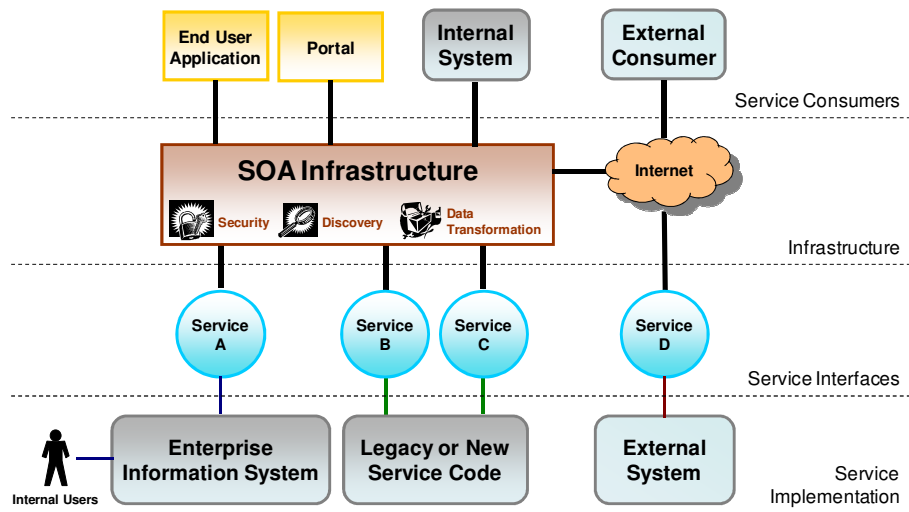 End User
Application
Portal
Internal
System
External
Consumer
Service Consumers
SOA Infrastructure
Internet
Security
Discovery
Data
Transformation
Infrastructure
Service
A
Service
B
Service
C
Service
D
Service Interfaces
Enterprise
Information System
Legacy or New
Service Code
External
System
Internal Users
Service
Implementation